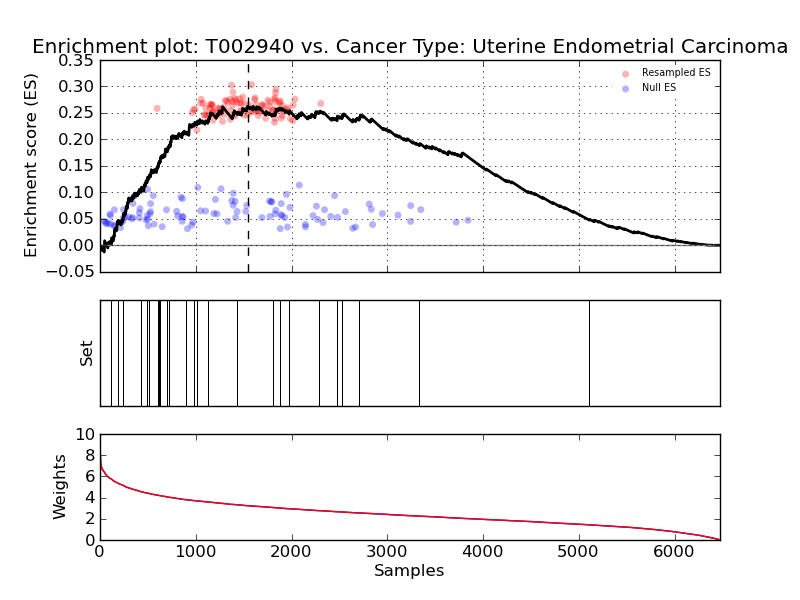 Enrichment plot: T002940 vs. Cancer Type: Uterine Endometrial Carcinoma
Enrichment score (ES)
0.35
0.30
0.25
0.20
0.15
0.10
0.05
0.00
−0.05
Resampled ES
Null ES
Set
Weights
10
8
6
4
2
0
0 1000 2000 3000 4000 5000 6000
Samples